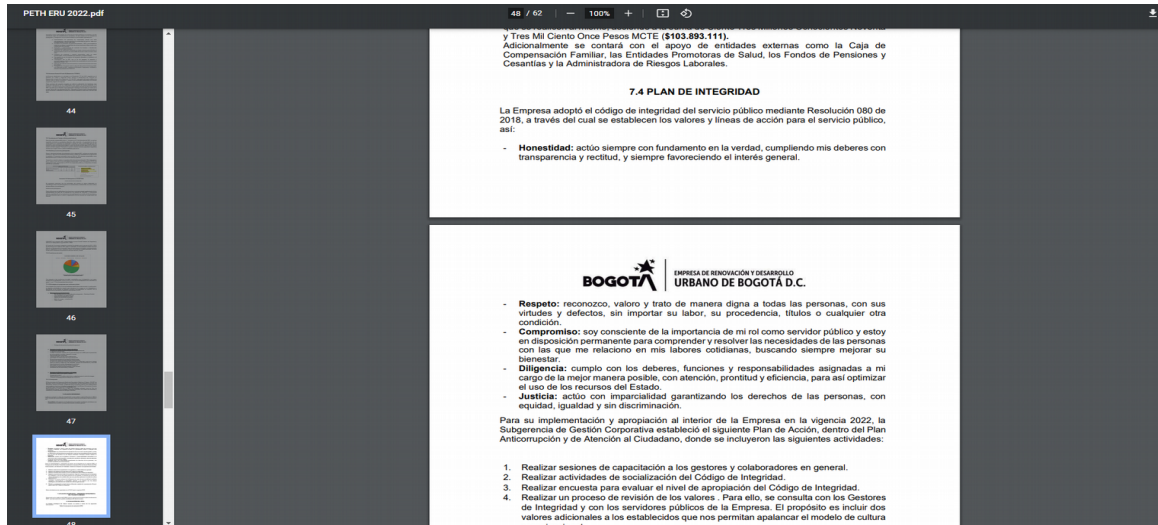 PETH ERU 2022.pdf
48 / 62
100%
44
45
46
47
48
y Tres Mil Ciento Once Pesos MCTE ($103.893.111).
Adicionalmente se contará con el apoyo de entidades externas como la Caja de
Compensación Familiar, las Entidades Promotoras de Salud, los Fondos de Pensiones y
Cesantías y la Administradora de Riesgos Laborales.
7.4 PLAN DE INTEGRIDAD
La Empresa adoptó el código de integridad del servicio público mediante Resolución 080 de
2018, a través del cual se establecen los valores y líneas de acción para el servicio público,
así:
- Honestidad: actúo siempre con fundamento en la verdad, cumpliendo mis deberes con
transparencia y rectitud, y siempre favoreciendo el interés general.
BOGOTÁ
EMPRESA DE RENOVACIÓN Y DESARROLLO
URBANO DE BOGOTÁ D.C.
- Respeto: reconozco, valoro y trato de manera digna a todas las personas, con sus
virtudes y defectos, sin importar su labor, su procedencia, títulos o cualquier otra
condición.
- Compromiso: soy consciente de la importancia de mi rol como servidor público y estoy
en disposición permanente para comprender y resolver las necesidades de las personas
con las que me relaciono en mis labores cotidianas, buscando siempre mejorar su
bienestar.
- Diligencia: cumplo con los deberes, funciones y responsabilidades asignadas a mi
cargo de la mejor manera posible, con atención, prontitud y eficiencia, para así optimizar
el uso de los recursos del Estado.
- Justicia: actúo con imparcialidad garantizando los derechos de las personas, con
equidad, igualdad y sin discriminación.
Para su implementación y apropiación al interior de la Empresa en la vigencia 2022, la
Subgerencia de Gestión Corporativa estableció el siguiente Plan de Acción, dentro del Plan
Anticorrupción y de Atención al Ciudadano, donde se incluyeron las siguientes actividades:
1. Realizar sesiones de capacitación a los gestores y colaboradores en general.
2. Realizar actividades de socialización del Código de Integridad.
3. Realizar encuesta para evaluar el nivel de apropiación del Código de Integridad.
4. Realizar un proceso de revisión de los valores . Para ello, se consulta con los Gestores
de Integridad y con los servidores públicos de la Empresa. El propósito es incluir dos
valores adicionales a los establecidos que nos permitan apalancar el modelo de cultura